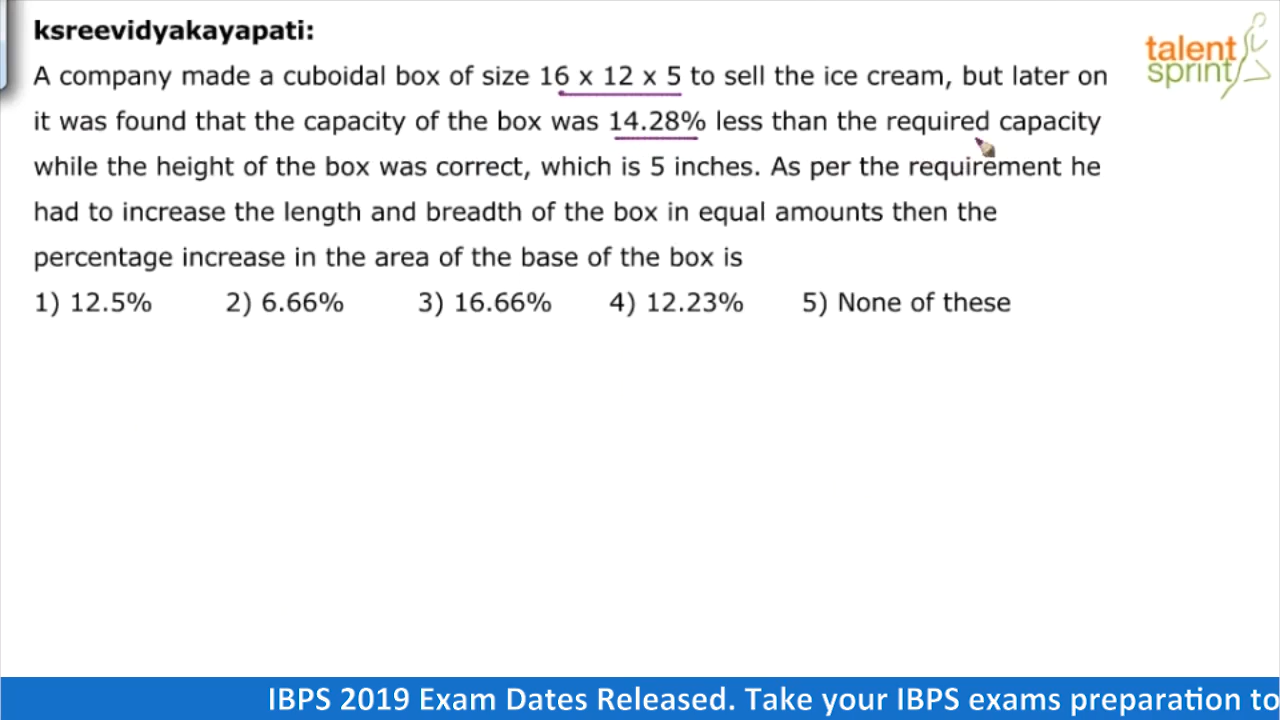 ksreevidyakayapati:
talent
sprint
A company made a cuboidal box of size 16 x 12 x 5 to sell the ice cream, but later on
it was found that the capacity of the box was 14.28% less than the required capacity
while the height of the box was correct, which is 5 inches. As per the requirement he
had to increase the length and breadth of the box in equal amounts then the
percentage increase in the area of the base of the box is
1) 12.5% 2) 6.66% 3) 16.66% 4) 12.23% 5) None of these
IBPS 2019 Exam Dates Released. Take your IBPS exams preparation to